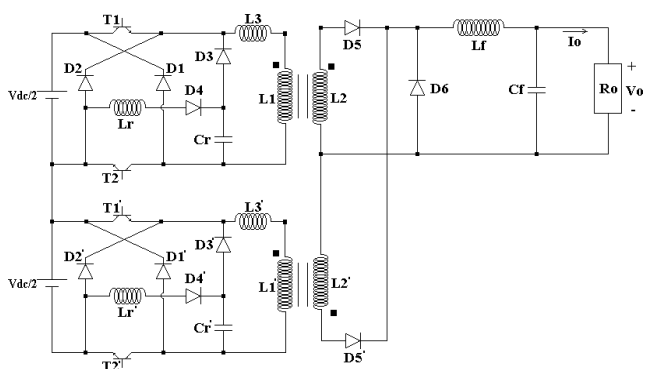 T1
L3
D5
Lf
Io
D3
D2
D1
D4
L1
L2
D6
Cf
Ro
+
Vo
-
Vdc/2
Lr
Cr
T2
T1'
L3'
D3'
D2'
D1'
D4'
L1'
L2'
Vdc/2
Lr'
Cr'
D5'
T2'